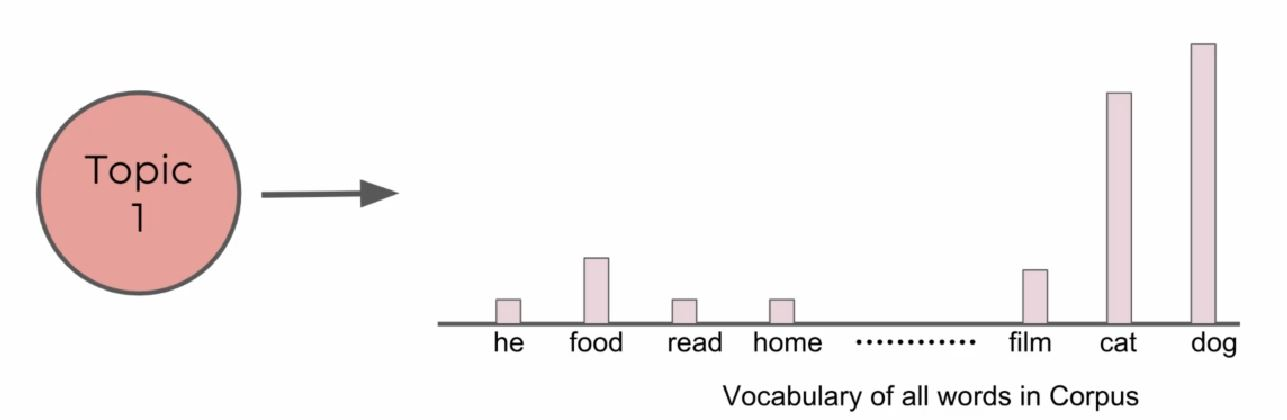 Topic
1
he food read home ............ film cat dog
Vocabulary of all words in Corpus